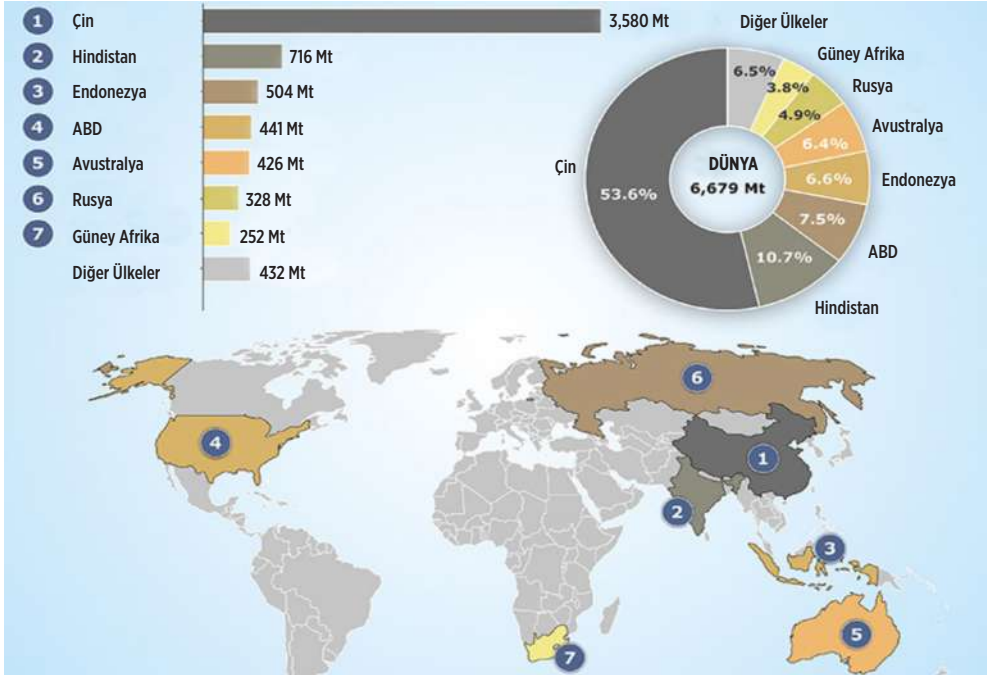 1 Çin 3,580 Mt
2 Hindistan 716 Mt
3 Endonezya 504 Mt
4 ABD 441 Mt
5 Avustralya 426 Mt
6 Rusya 328 Mt
7 Güney Afrika 252 Mt
Diğer Ülkeler 432 Mt
Diğer Ülkeler
Güney Afrika
Rusya
Avustralya
Endonezya
ABD
Hindistan
Çin
6.5%
3.8%
4.9%
6.4%
6.6%
7.5%
10.7%
53.6%
DÜNYA
6,679 Mt
6
4
1
2
3
5
7